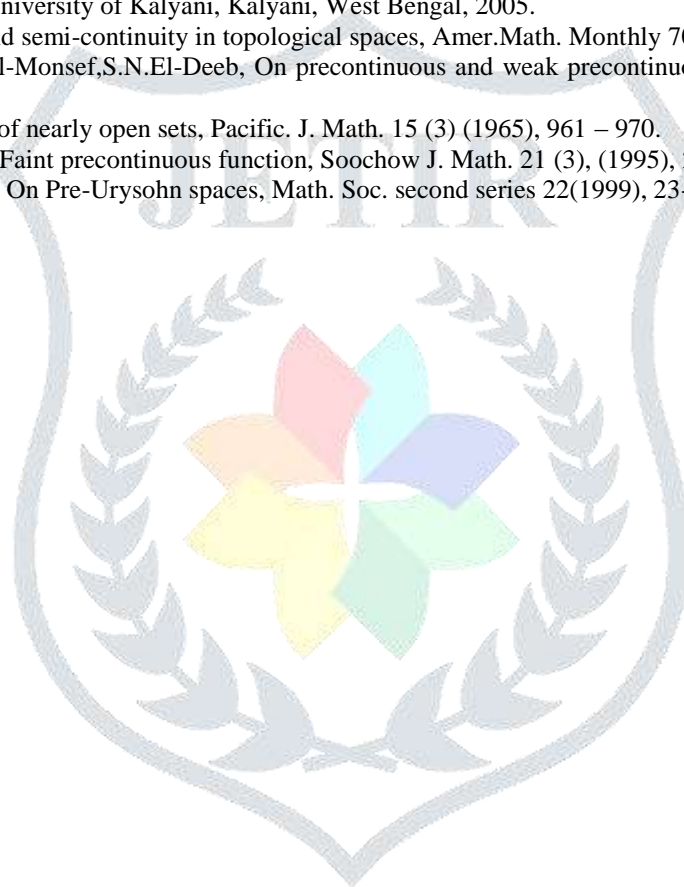 niversity of Kalyani, Kalyani, West Bengal, 2005.
d semi-continuity in topological spaces, Amer.Math. Monthly 70
l-Monsef,S.N.El-Deeb, On precontinuous and weak precontinuo
of nearly open sets, Pacific. J. Math. 15 (3) (1965), 961 – 970.
Faint precontinuous function, Soochow J. Math. 21 (3), (1995),
On Pre-Urysohn spaces, Math. Soc. second series 22(1999), 23-
JETIR